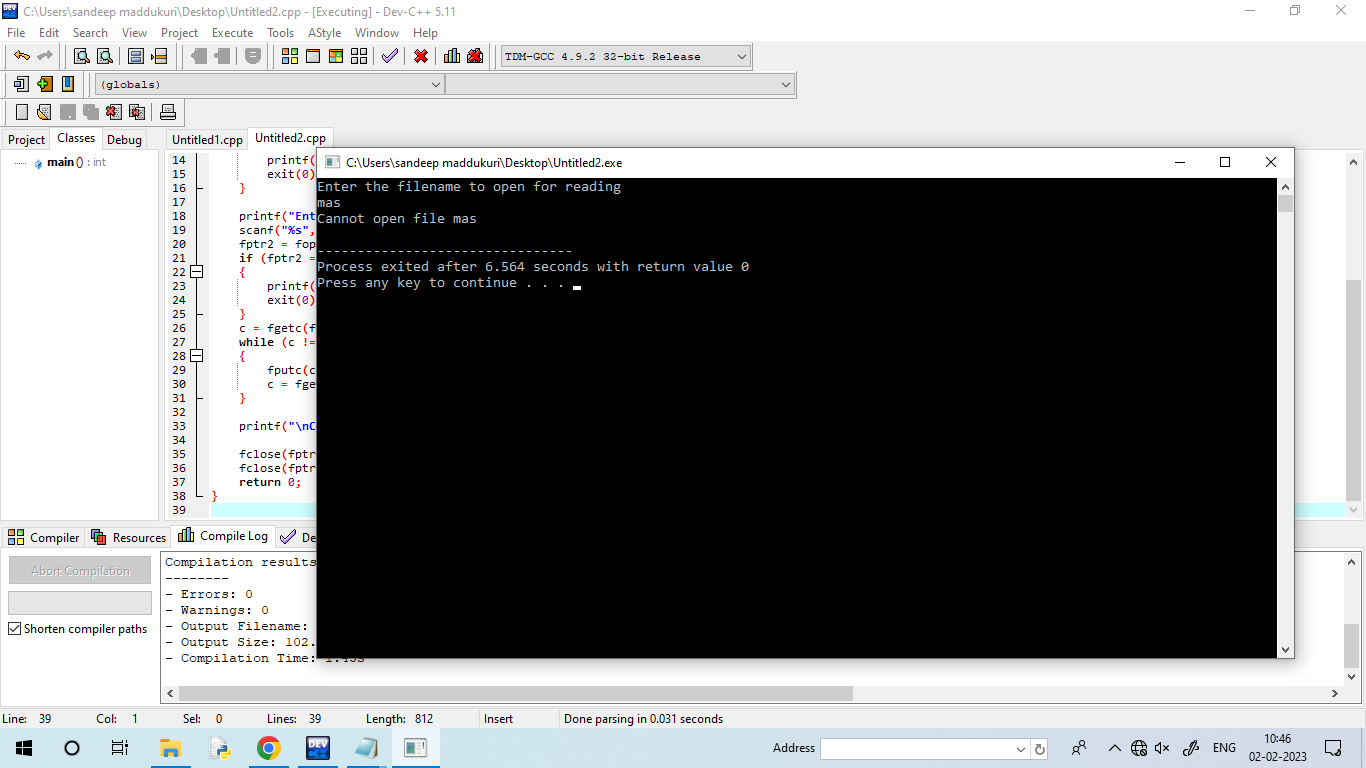 C:\Users\sandeep maddukuri\Desktop\Untitled2.cpp - [Executing] - Dev-C++ 5.11
File Edit Search View Project Execute Tools AStyle Window Help
TDM-GCC 4.9.2 32-bit Release
(globals)
Project Classes Debug
Untitled1.cpp Untitled2.cpp
main () : int
14 printf(
15 exit(0)
16 }
17
18 printf("Ent
19 scanf("%s",
20 fptr2 = fop
21 if (fptr2 =
22 {
23 printf(
24 exit(0)
25 }
26 c = fgetc(f
27 while (c !=
28 {
29 fputc(c
30 c = fge
31 }
32
33 printf("\nC
34
35 fclose(fptr
36 fclose(fptr
37 return 0;
38 }
39
C:\Users\sandeep maddukuri\Desktop\Untitled2.exe
Enter the filename to open for reading
mas
Cannot open file mas
--------------------------------
Process exited after 6.564 seconds with return value 0
Press any key to continue . . .
Compiler Resources Compile Log De
Abort Compilation
Shorten compiler paths
Compilation results
--------
- Errors: 0
- Warnings: 0
- Output Filename:
- Output Size: 102.
- Compilation Time: 1.45s
Line: 39 Col: 1 Sel: 0 Lines: 39 Length: 812 Insert Done parsing in 0.031 seconds
DEV
Address
ENG
10:46
02-02-2023